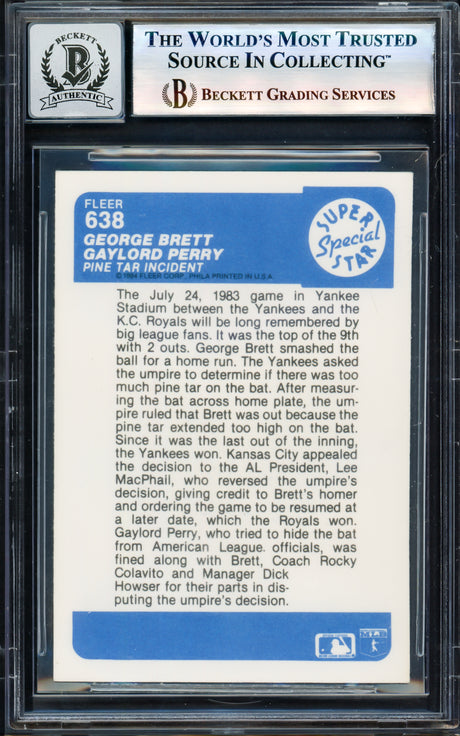 BECKETT
B
AUTHENTIC
THE WORLD'S MOST TRUSTED
SOURCE IN COLLECTING™
B BECKETT GRADING SERVICES
FLEER
638
GEORGE BRETT
GAYLORD PERRY
PINE TAR INCIDENT
© 1984 FLEER CORP., PHILA PRINTED IN U.S.A.
SUPER
Special
STAR
The July 24, 1983 game in Yankee
Stadium between the Yankees and the
K.C. Royals will be long remembered by
big league fans. It was the top of the 9th
with 2 outs. George Brett smashed the
ball for a home run. The Yankees asked
the umpire to determine if there was too
much pine tar on the bat. After measur-
ing the bat across home plate, the um-
pire ruled that Brett was out because the
pine tar extended too high on the bat.
Since it was the last out of the inning,
the Yankees won. Kansas City appealed
the decision to the AL President, Lee
MacPhail, who reversed the umpire's
decision, giving credit to Brett's homer
and ordering the game to be resumed at
a later date, which the Royals won.
Gaylord Perry, who tried to hide the bat
from American League officials, was
fined along with Brett, Coach Rocky
Colavito and Manager Dick
Howser for their parts in dis-
puting the umpire's decision.